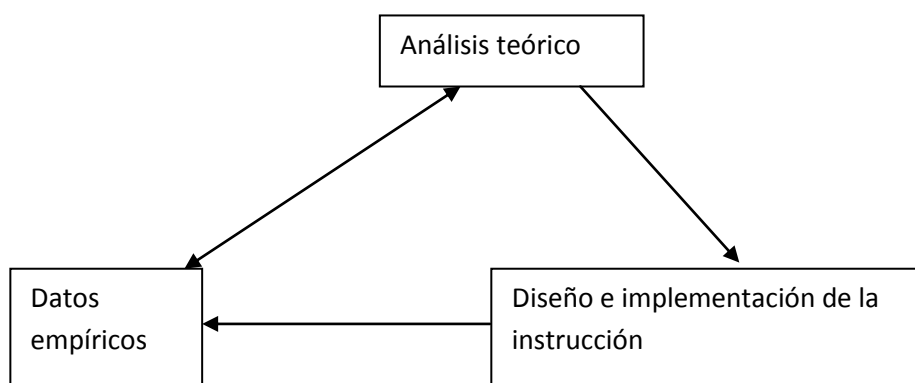 Análisis teórico
Datos
empíricos
Diseño e implementación de la
instrucción